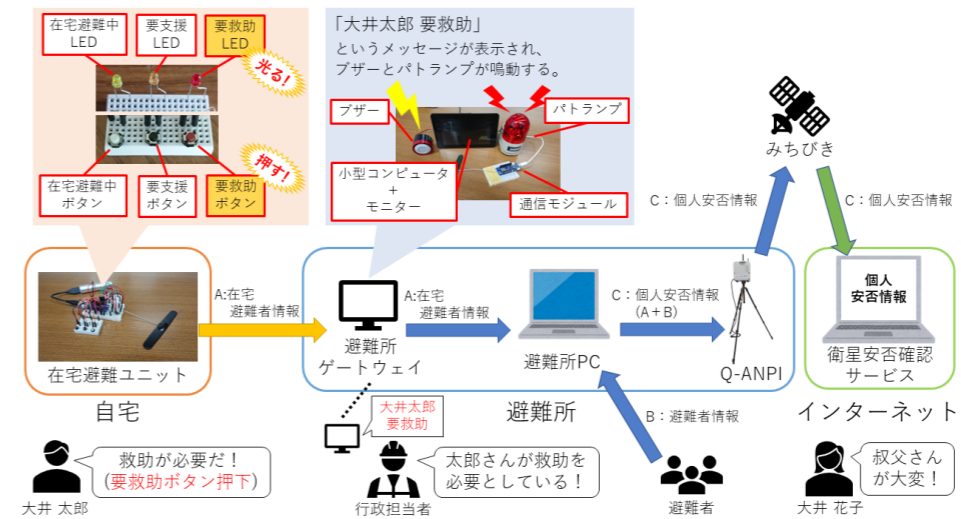 在宅避難中
LED
要支援
LED
要救助
LED
光る!
押す!
在宅避難中
ボタン
要支援
ボタン
要救助
ボタン
「大井太郎 要救助」
というメッセージが表示され、
ブザーとパトランプが鳴動する。
ブザー
パトランプ
小型コンピュータ
+
モニター
通信モジュール
みちびき
C:個人安否情報
C:個人安否情報
在宅避難ユニット
自宅
A:在宅
避難者情報
避難所
ゲートウェイ
A:在宅
避難者情報
避難所PC
C:個人安否情報
(A+B)
Q-ANPI
避難所
個人
安否情報
衛星安否確認
サービス
インターネット
大井太郎
要救助
B:避難者情報
救助が必要だ!
(要救助ボタン押下)
大井 太郎
太郎さんが救助を
必要としている!
行政担当者
避難者
叔父さん
が大変!
大井 花子